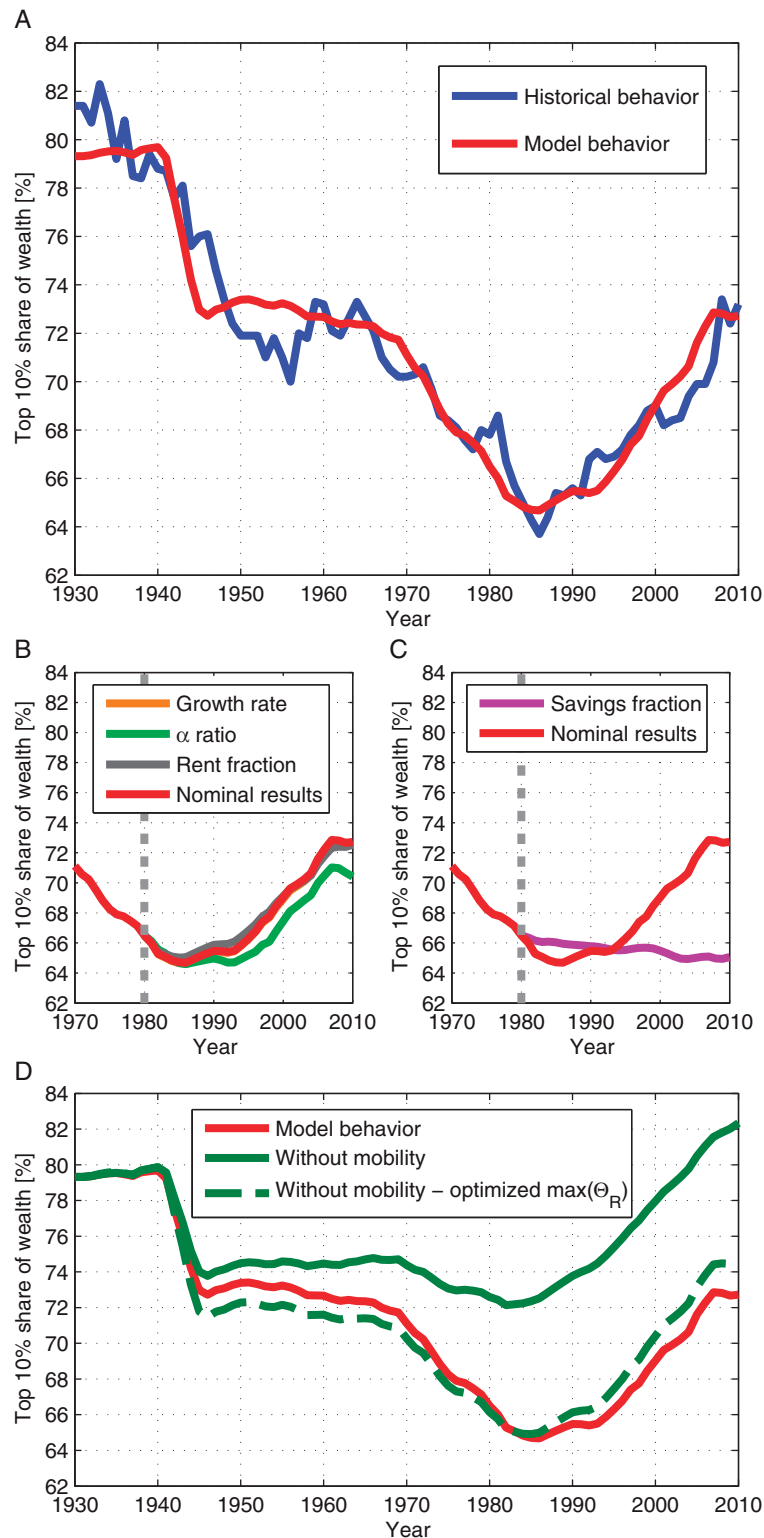 A
Top 10% share of wealth [%]
84
82
80
78
76
74
72
70
68
66
64
62
Historical behavior
Model behavior
1930 1940 1950 1960 1970 1980 1990 2000 2010
Year
B
Top 10% share of wealth [%]
84
82
80
78
76
74
72
70
68
66
64
62
Growth rate
α ratio
Rent fraction
Nominal results
1970 1980 1990 2000 2010
Year
C
Top 10% share of wealth [%]
84
82
80
78
76
74
72
70
68
66
64
62
Savings fraction
Nominal results
1970 1980 1990 2000 2010
Year
D
Top 10% share of wealth [%]
84
82
80
78
76
74
72
70
68
66
64
62
Model behavior
Without mobility
Without mobility − optimized max(Θ_R)
1930 1940 1950 1960 1970 1980 1990 2000 2010
Year